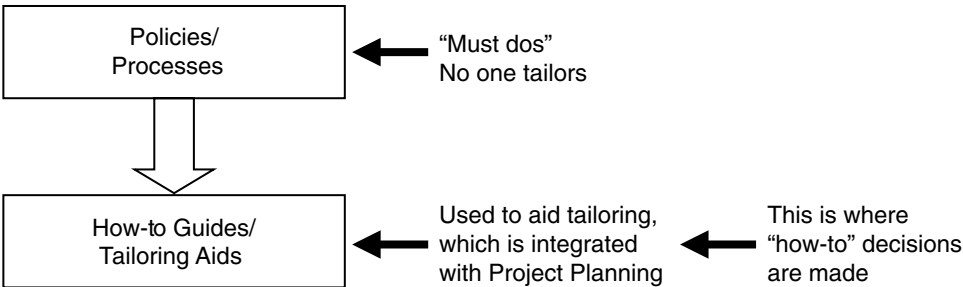 Policies/
Processes
“Must dos”
No one tailors
How-to Guides/
Tailoring Aids
Used to aid tailoring,
which is integrated
with Project Planning
This is where
“how-to” decisions
are made